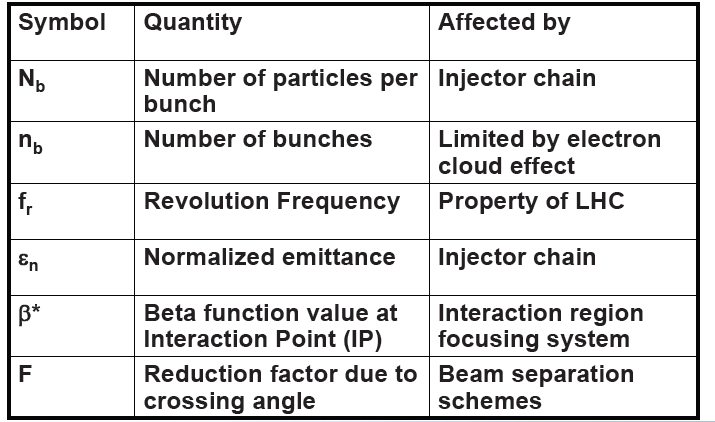 Symbol Quantity Affected by
N_b Number of particles per Injector chain
bunch
n_b Number of bunches Limited by electron
cloud effect
f_r Revolution Frequency Property of LHC
ε_n Normalized emittance Injector chain
β* Beta function value at Interaction region
Interaction Point (IP) focusing system
F Reduction factor due to Beam separation
crossing angle schemes